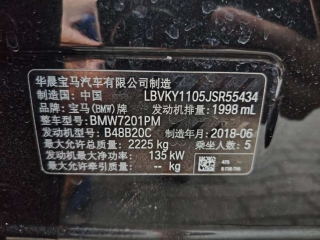 华晨宝马汽车有限公司制造
制造国：中国 LBVKY1105JSR55434
品牌：宝马(BMW)牌 发动机排量：1998 mL
整车型号：BMW7201PM
发动机型号：B48B20C 制造年月：2018-06
最大允许总质量：2225 kg 乘坐人数：5
发动机最大净功率：135 kW
最大允许牵引质量：-- kg
475